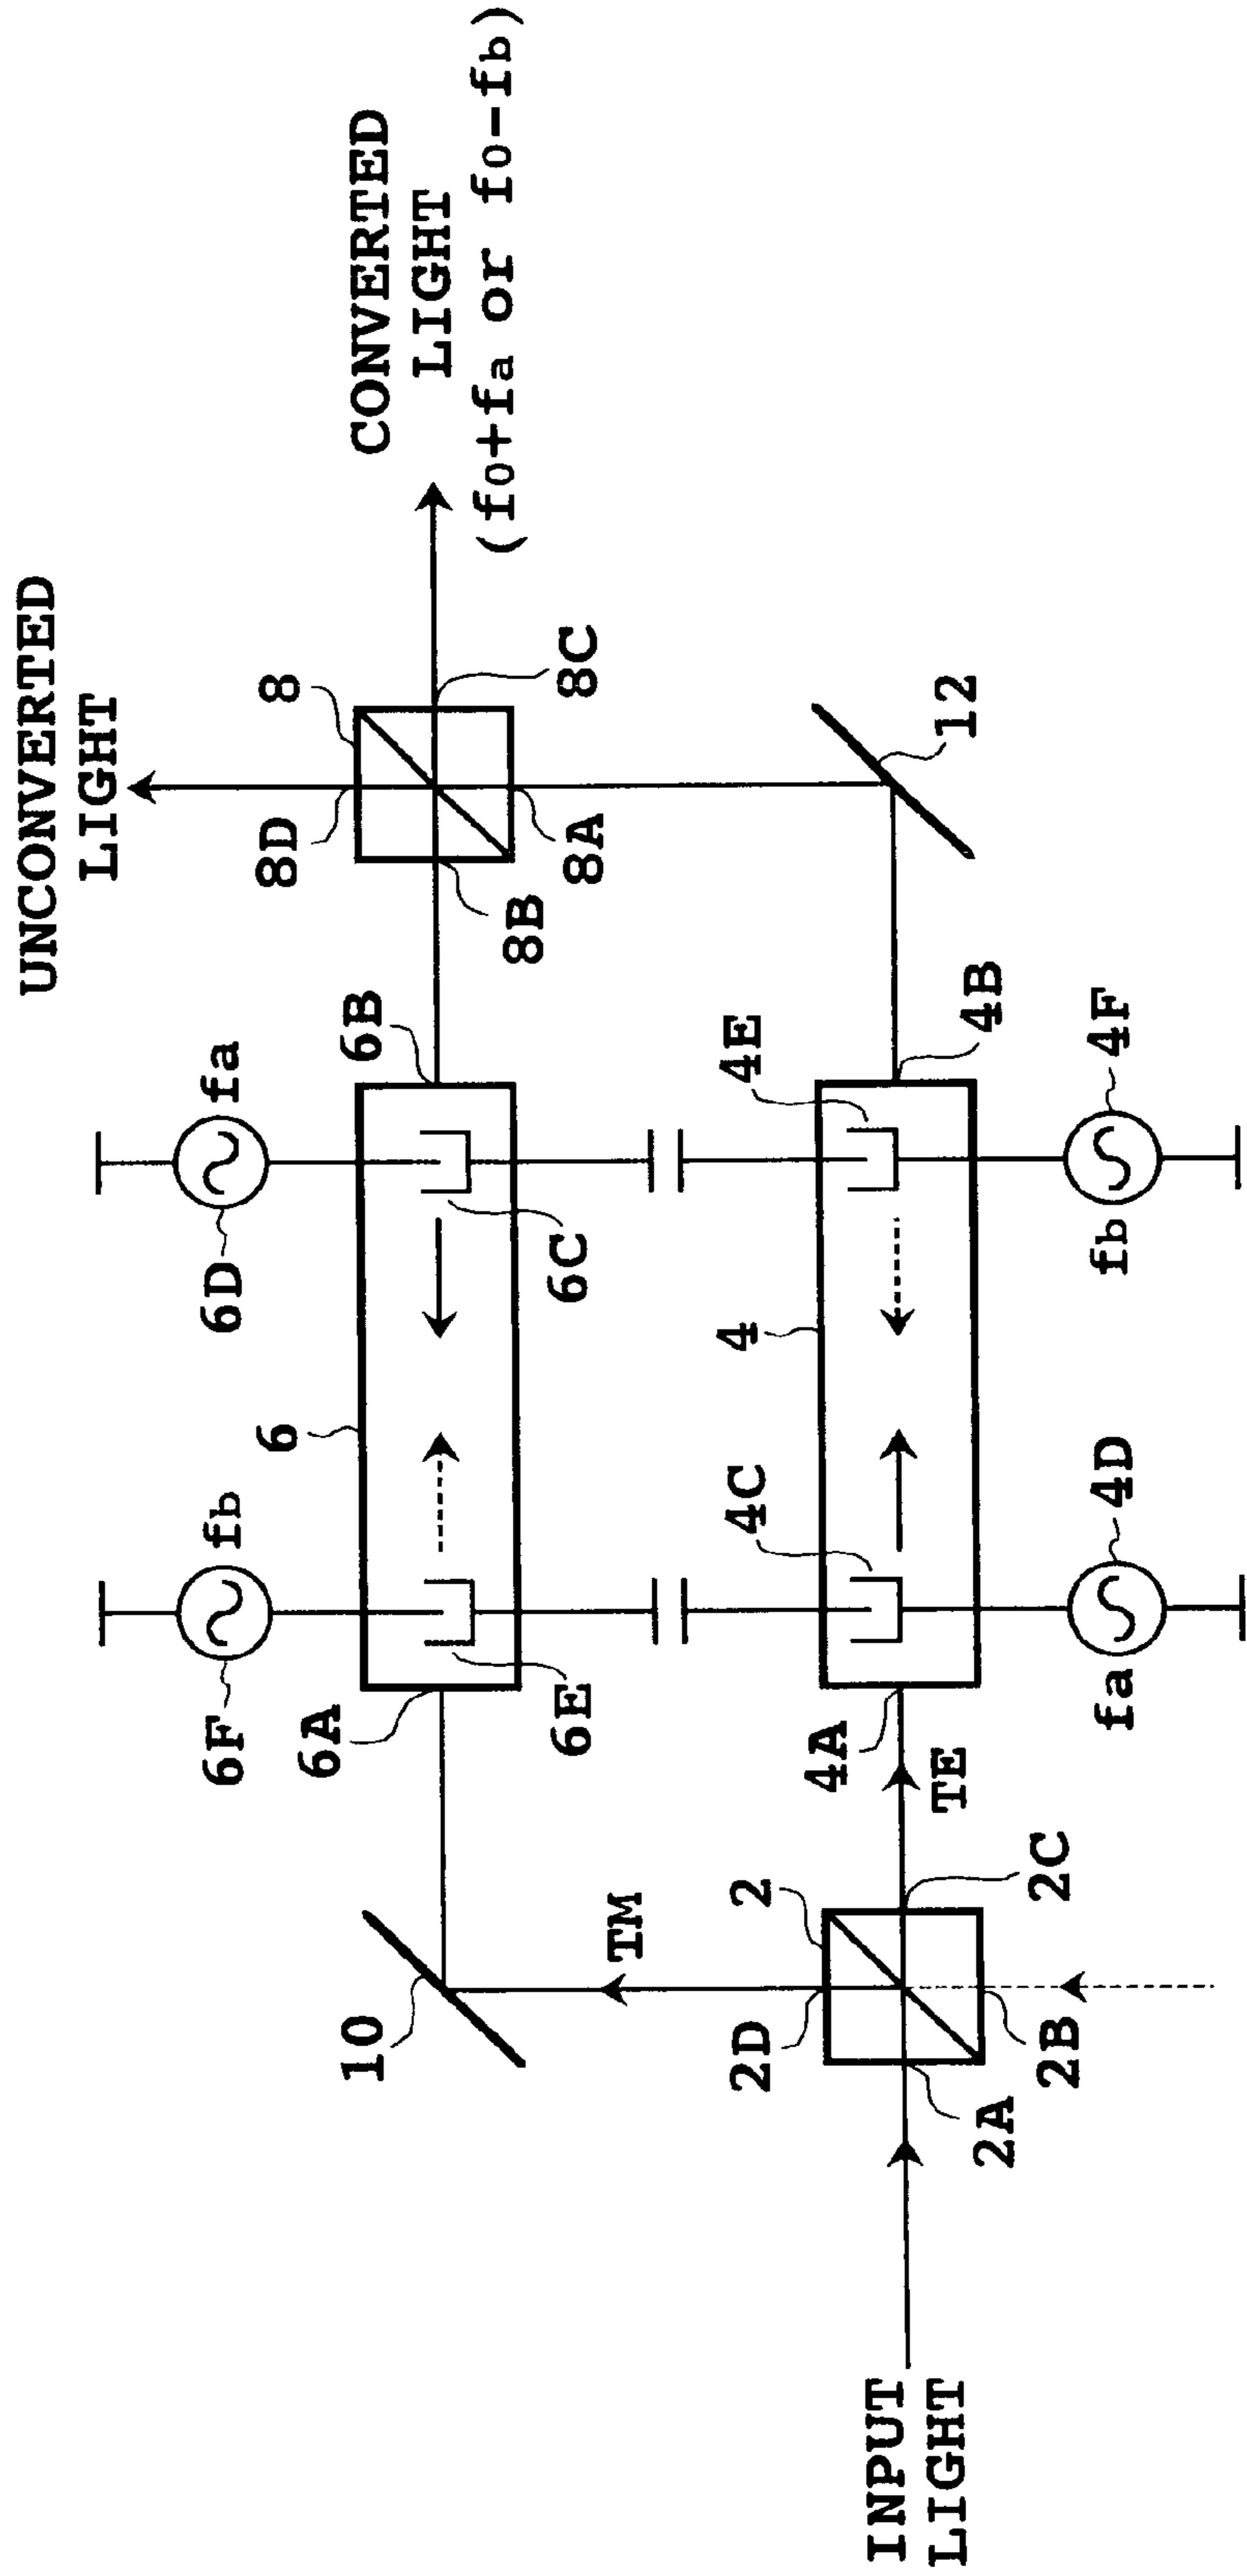 UNCONVERTED
LIGHT
CONVERTED
LIGHT
(f0+fa or f0-fb)
8D
8
8B
8A
8C
6F
fb
6D
fa
6
6A
6E
6C
6B
10
TM
12
4C
4
4E
4B
2D
2
4A
TE
INPUT
LIGHT
2A
2B
2C
fa
4D
fb
4F